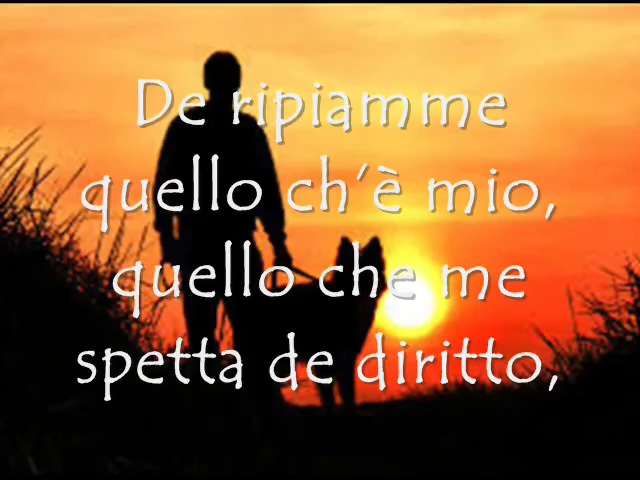 De ripiamme
quello ch'è mio,
quello che me
spetta de diritto,